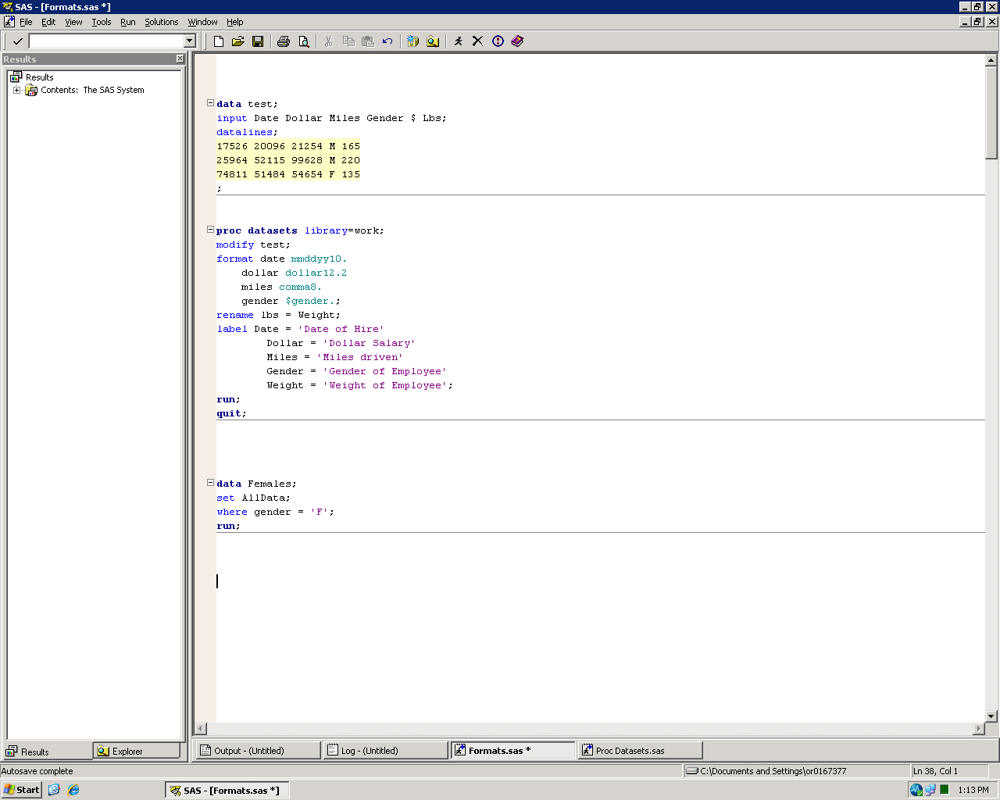 SAS - [Formats.sas *]
File Edit View Tools Run Solutions Window Help
Results
Results
Contents: The SAS System
data test;
input Date Dollar Miles Gender $ Lbs;
datalines;
17526 20096 21254 M 165
25964 52115 99628 M 220
74811 51484 54654 F 135
;
proc datasets library=work;
modify test;
format date mmddyy10.
dollar dollar12.2
miles comma8.
gender $gender.;
rename lbs = Weight;
label Date = 'Date of Hire'
Dollar = 'Dollar Salary'
Miles = 'Miles driven'
Gender = 'Gender of Employee'
Weight = 'Weight of Employee';
run;
quit;
data Females;
set AllData;
where gender = 'F';
run;
Results Explorer
Output - (Untitled) Log - (Untitled) Formats.sas * Proc Datasets.sas
Autosave complete C:\Documents and Settings\or0167377 Ln 38, Col 1
Start SAS - [Formats.sas *] 1:13 PM